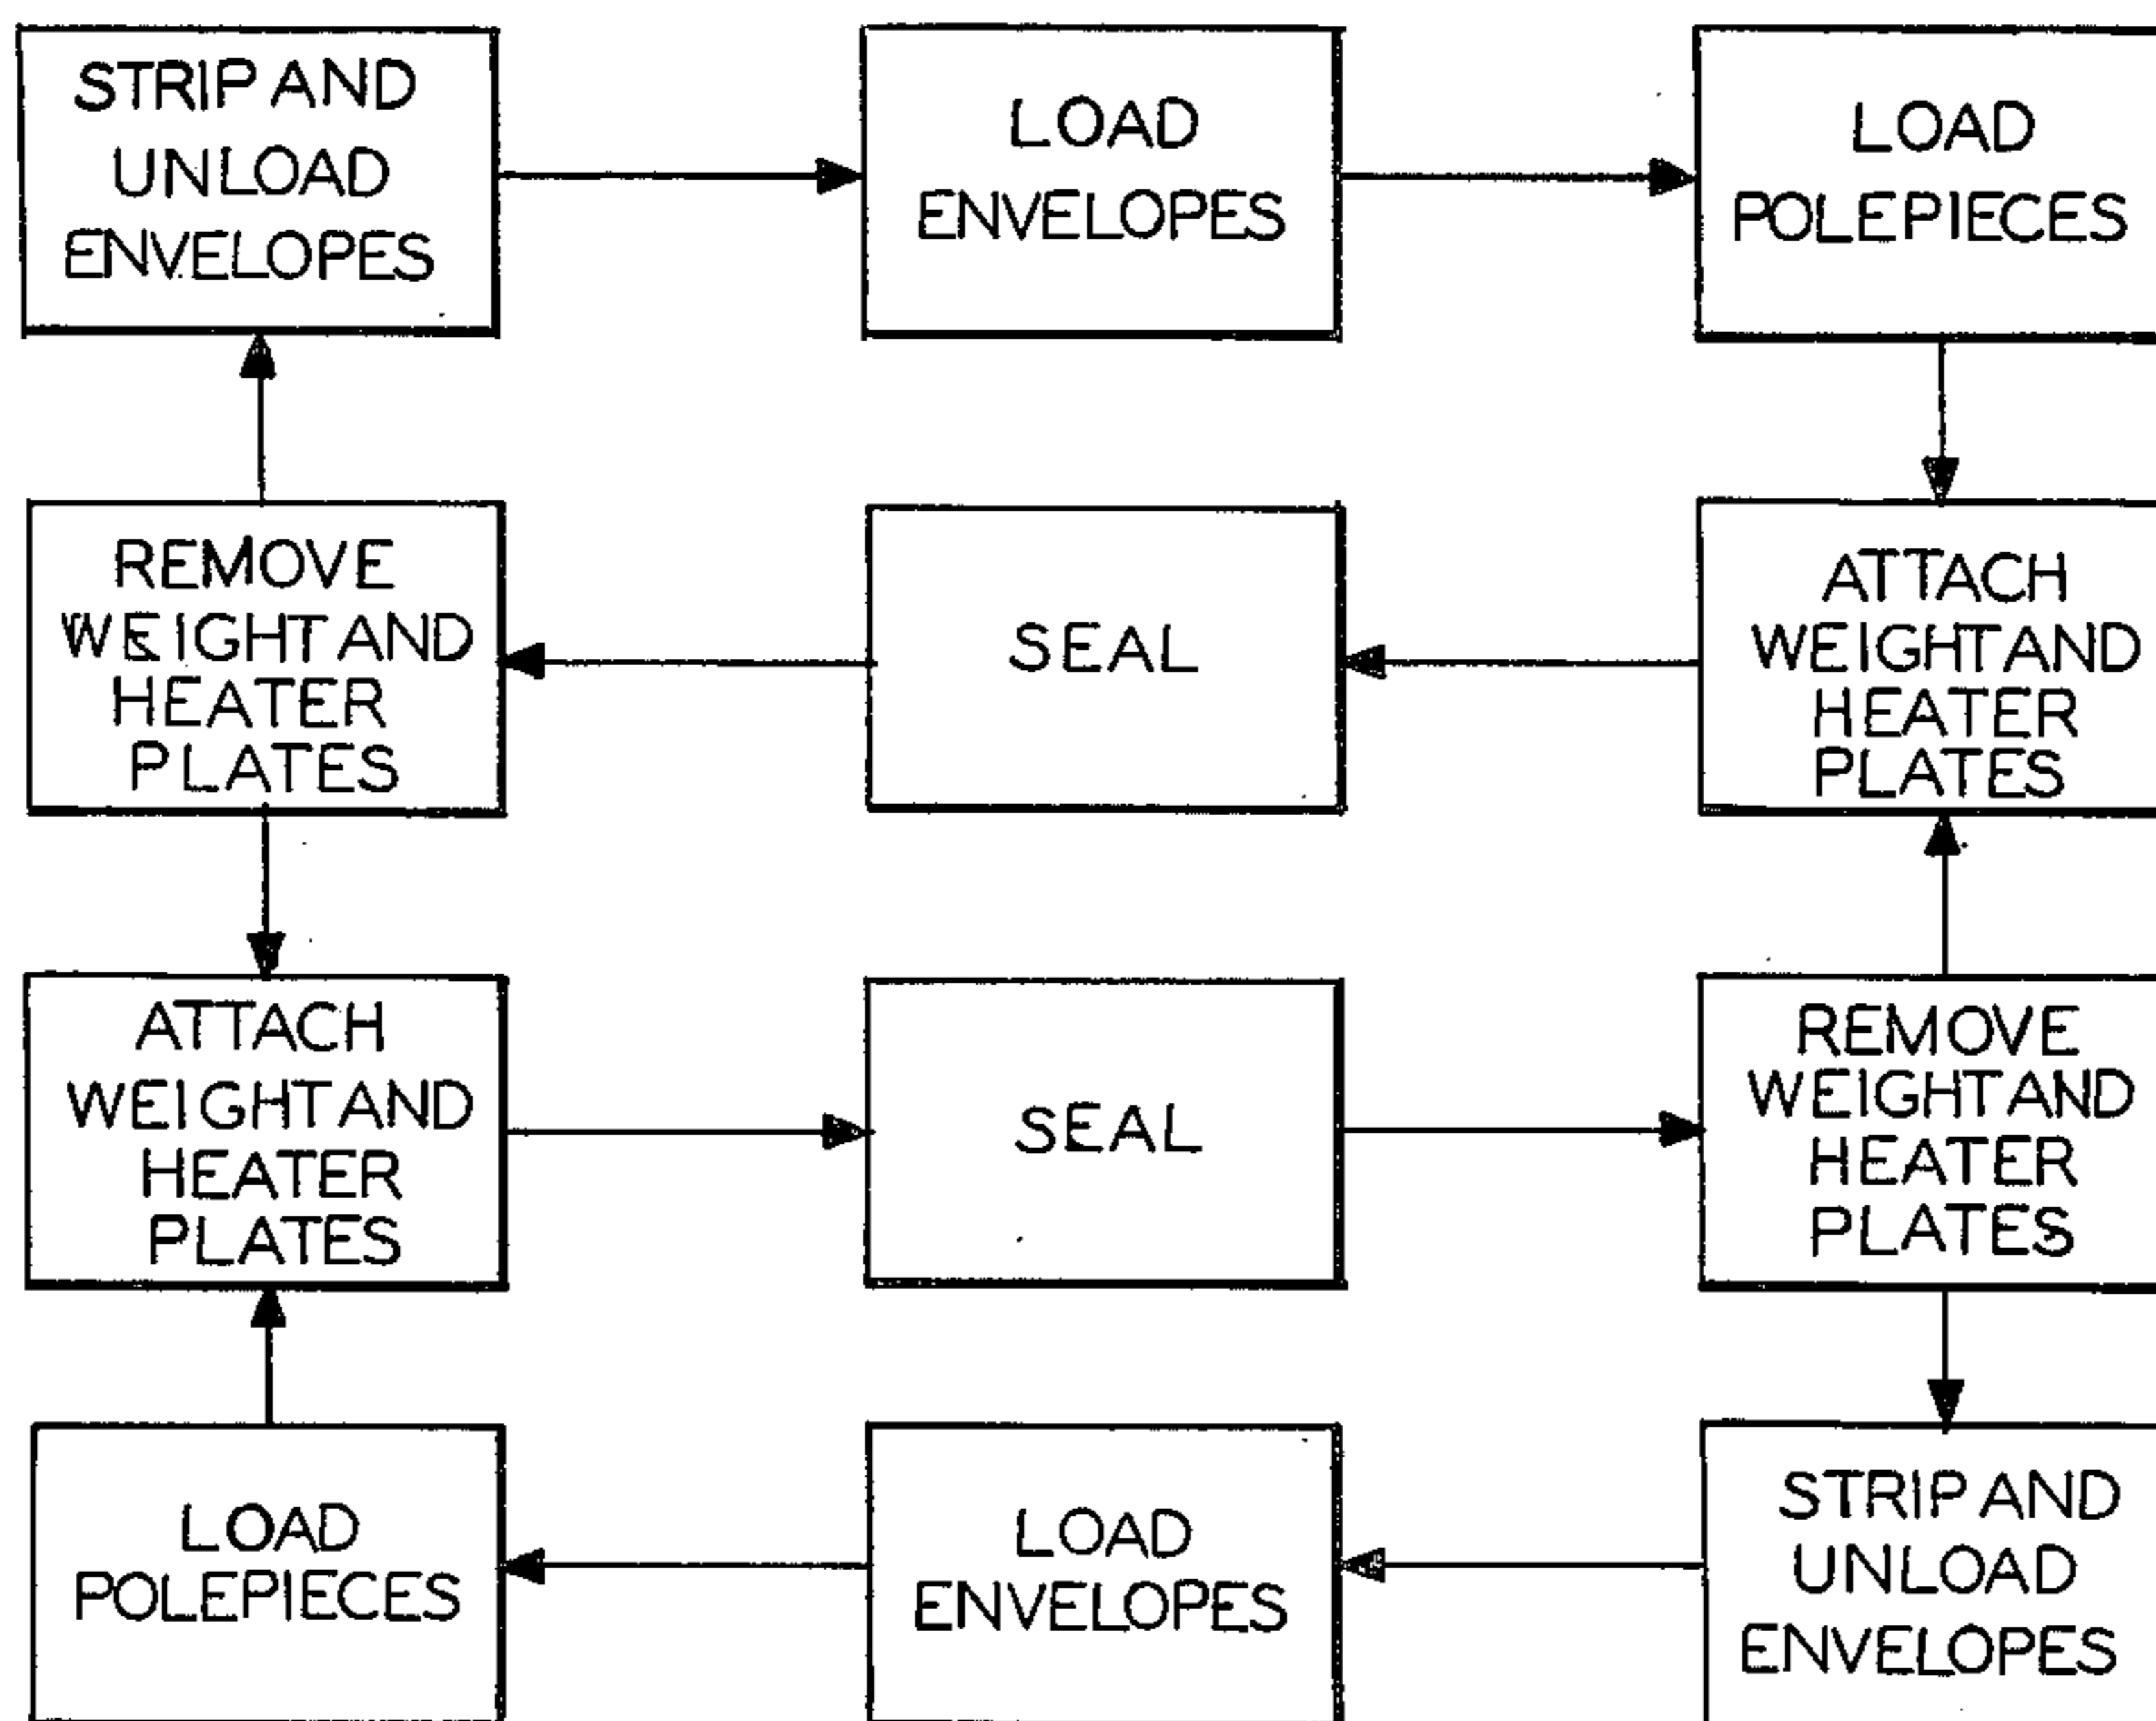 STRIP AND
UNLOAD
ENVELOPES
LOAD
ENVELOPES
LOAD
POLEPIECES
REMOVE
WEIGHT AND
HEATER
PLATES
SEAL
ATTACH
WEIGHT AND
HEATER
PLATES
ATTACH
WEIGHT AND
HEATER
PLATES
SEAL
REMOVE
WEIGHT AND
HEATER
PLATES
LOAD
POLEPIECES
LOAD
ENVELOPES
STRIP AND
UNLOAD
ENVELOPES